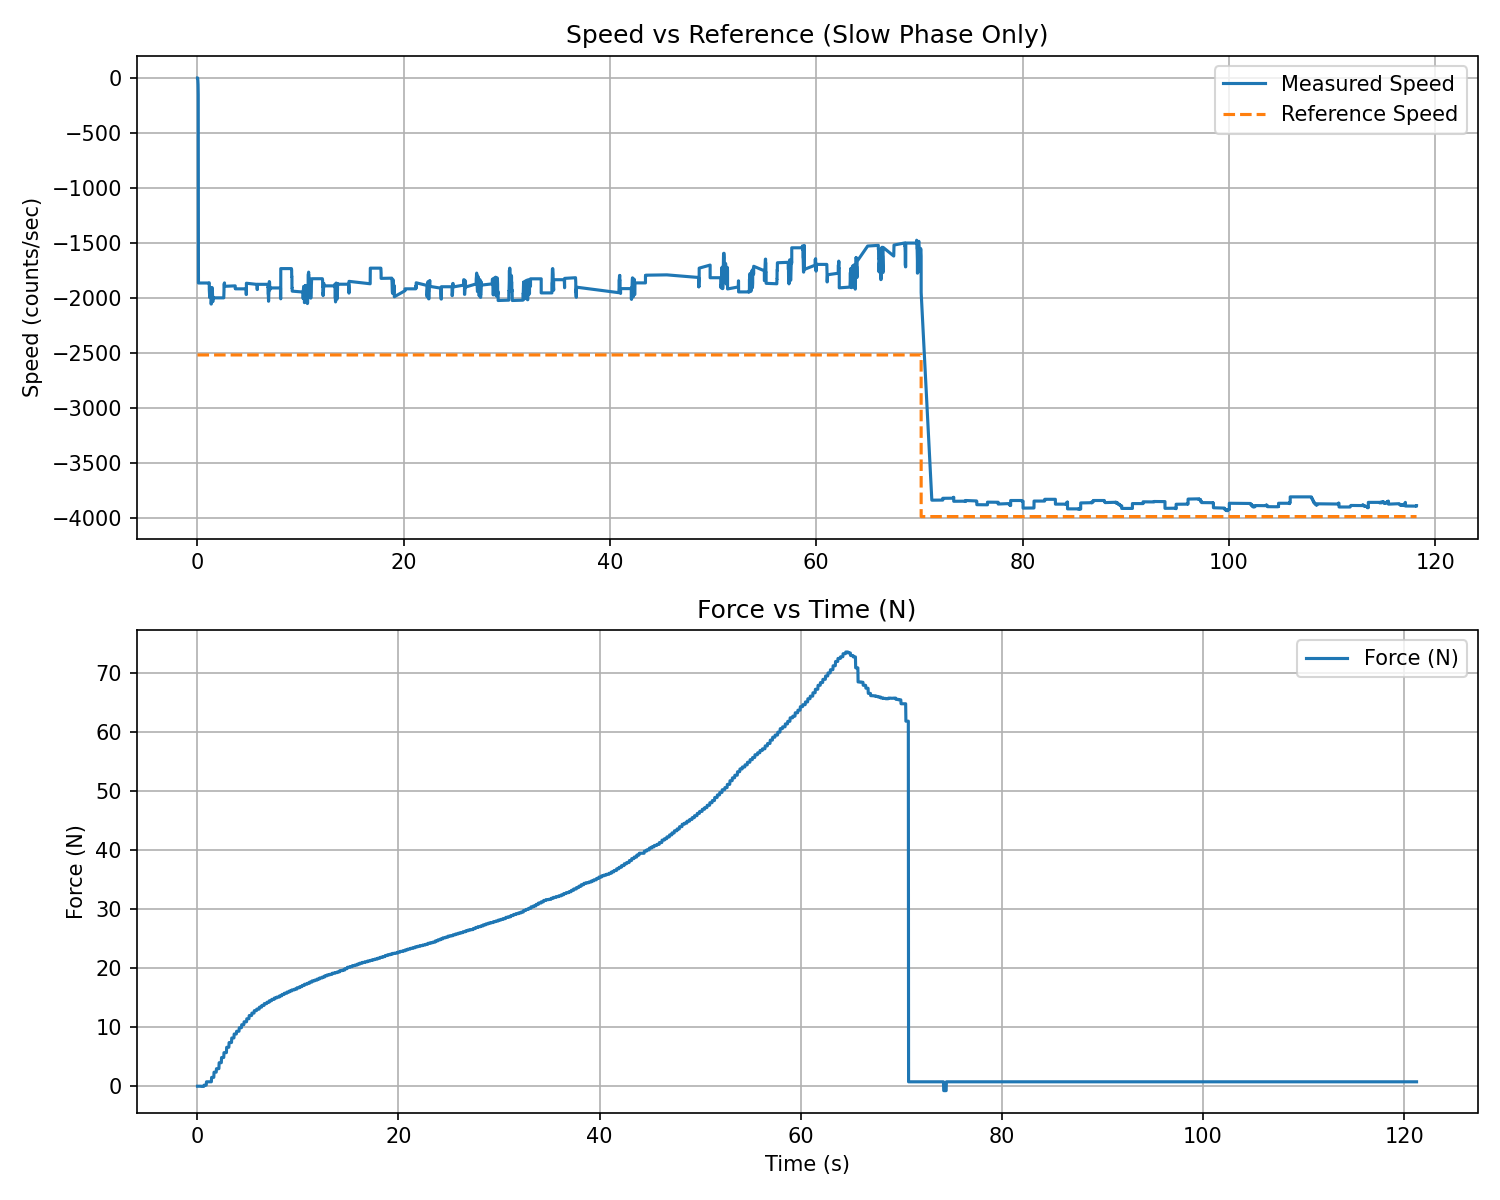 Speed vs Reference (Slow Phase Only)
Speed (counts/sec)
0
−500
−1000
−1500
−2000
−2500
−3000
−3500
−4000
Measured Speed
Reference Speed
0 20 40 60 80 100 120
Force vs Time (N)
Force (N)
70
60
50
40
30
20
10
0
Force (N)
0 20 40 60 80 100 120
Time (s)